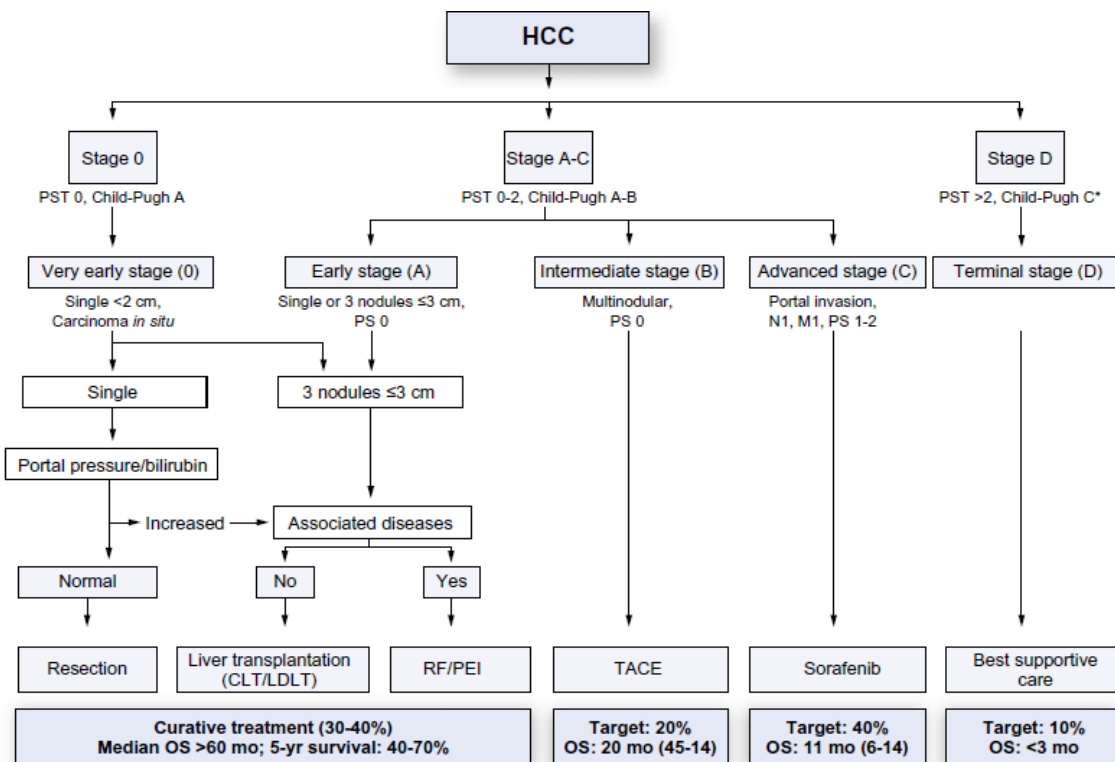 HCC
Stage 0
PST 0, Child-Pugh A
Stage A-C
PST 0-2, Child-Pugh A-B
Stage D
PST >2, Child-Pugh C*
Very early stage (0)
Single <2 cm,
Carcinoma in situ
Early stage (A)
Single or 3 nodules ≤3 cm,
PS 0
Intermediate stage (B)
Multinodular,
PS 0
Advanced stage (C)
Portal invasion,
N1, M1, PS 1-2
Terminal stage (D)
Single
3 nodules ≤3 cm
Portal pressure/bilirubin
Increased
Associated diseases
Normal
No
Yes
Resection
Liver transplantation
(CLT/LDLT)
RF/PEI
TACE
Sorafenib
Best supportive
care
Curative treatment (30-40%)
Median OS >60 mo; 5-yr survival: 40-70%
Target: 20%
OS: 20 mo (45-14)
Target: 40%
OS: 11 mo (6-14)
Target: 10%
OS: <3 mo